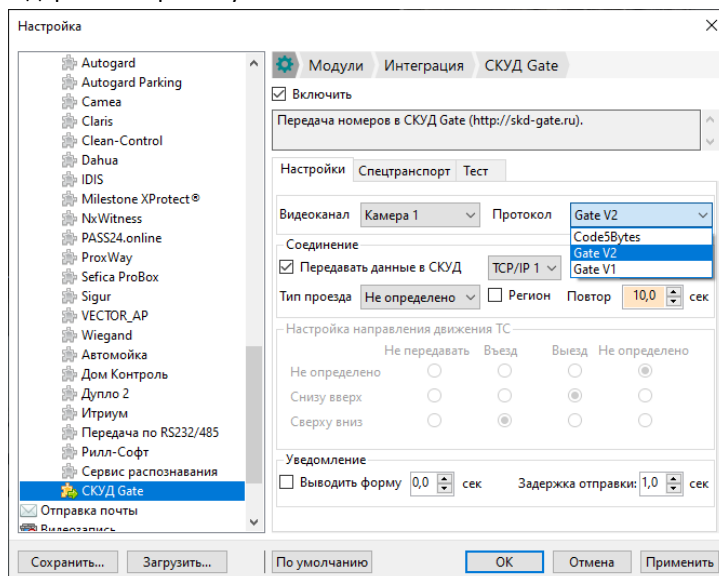 Настройка
Autogard
Autogard Parking
Camea
Claris
Clean-Control
Dahua
IDIS
Milestone XProtect®
NxWitness
PASS24.online
ProxWay
Sefica ProBox
Sigur
VECTOR_AP
Wiegand
Автомойка
Дом Контроль
Дупло 2
Итриум
Передача по RS232/485
Рилл-Софт
Сервис распознавания
СКУД Gate
Отправка почты
Видеозапись
Модули Интеграция СКУД Gate
Включить
Передача номеров в СКУД Gate (http://skd-gate.ru).
Настройки Спецтранспорт Тест
Видеоканал Камера 1 Протокол Gate V2
Code5Bytes
Gate V2
Gate V1
Соединение
Передавать данные в СКУД TCP/IP 1
Тип проезда Не определено Регион Повтор 10,0 сек
Настройка направления движения ТС
Не передавать Въезд Выезд Не определено
Не определено
Снизу вверх
Сверху вниз
Уведомление
Выводить форму 0,0 сек Задержка отправки: 1,0 сек
Сохранить... Загрузить... По умолчанию OK Отмена Применить